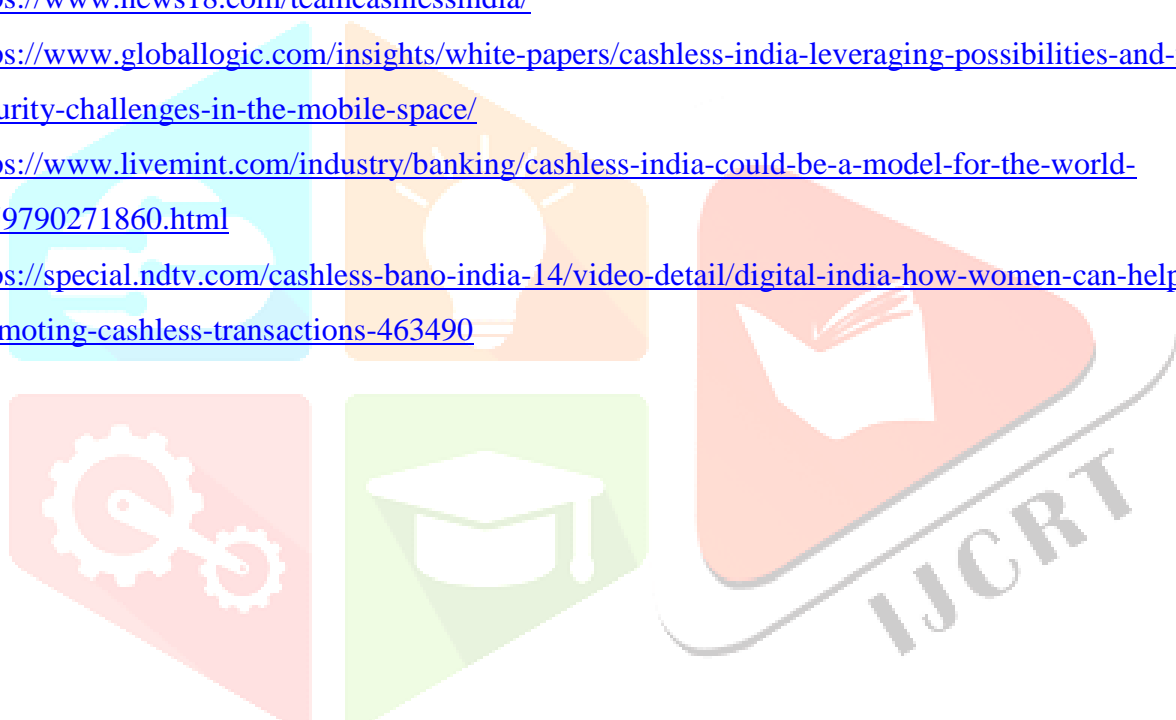 ps://www.news18.com/teamcashlessindia/
ps://www.globallogic.com/insights/white-papers/cashless-india-leveraging-possibilities-and-
urity-challenges-in-the-mobile-space/
ps://www.livemint.com/industry/banking/cashless-india-could-be-a-model-for-the-world-
9790271860.html
ps://special.ndtv.com/cashless-bano-india-14/video-detail/digital-india-how-women-can-help
moting-cashless-transactions-463490
IJCRT